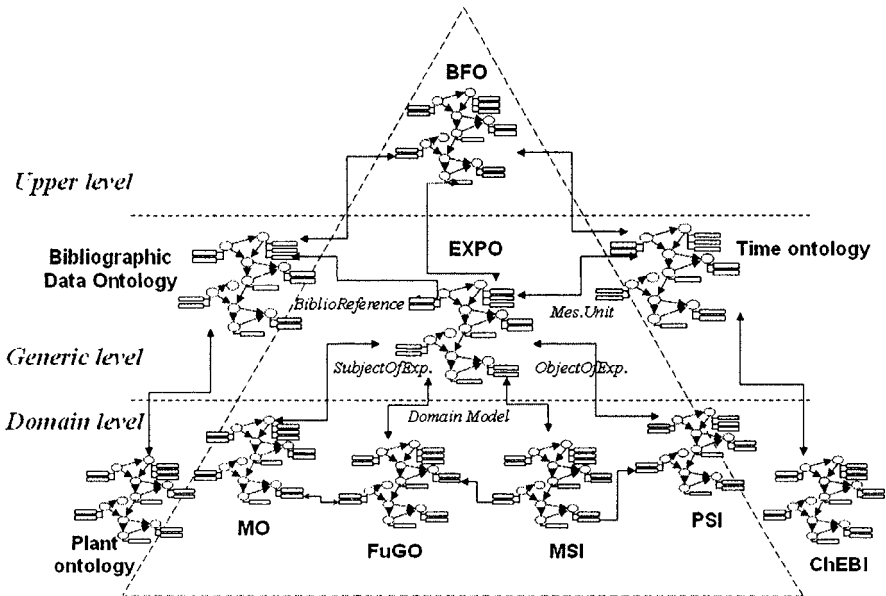 BFO
Upper level
Bibliographic
Data Ontology
EXPO
Time ontology
BiblioReference
Mes.Unit
Generic level
SubjectOfExp.
ObjectOfExp.
Domain level
Domain Model
Plant
ontology
MO
FuGO
MSI
PSI
ChEBI